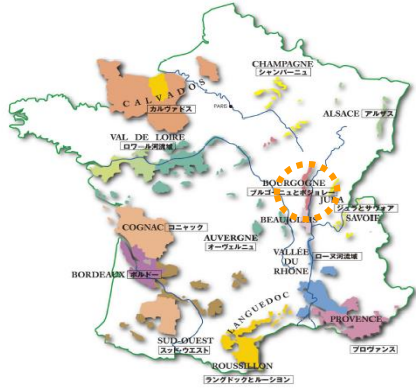 CHAMPAGNE
シャンパーニュ
CALVADOS
カルヴァドス
PARIS
ALSACE アルザス
VAL DE LOIRE
ロワール河流域
BOURGOGNE
ブルゴーニュとボジョレー
JURA
ジュラとサヴォア
SAVOIE
BEAUJOLAIS
COGNAC コニャック
AUVERGNE
オーヴェルニュ
VALLÉE
DU
RHÔNE
ローヌ河流域
BORDEAUX ボルドー
LANGUEDOC
PROVENCE
プロヴァンス
SUD-OUEST
スッド・ウエスト
ROUSSILLON
ラングドックとルーション